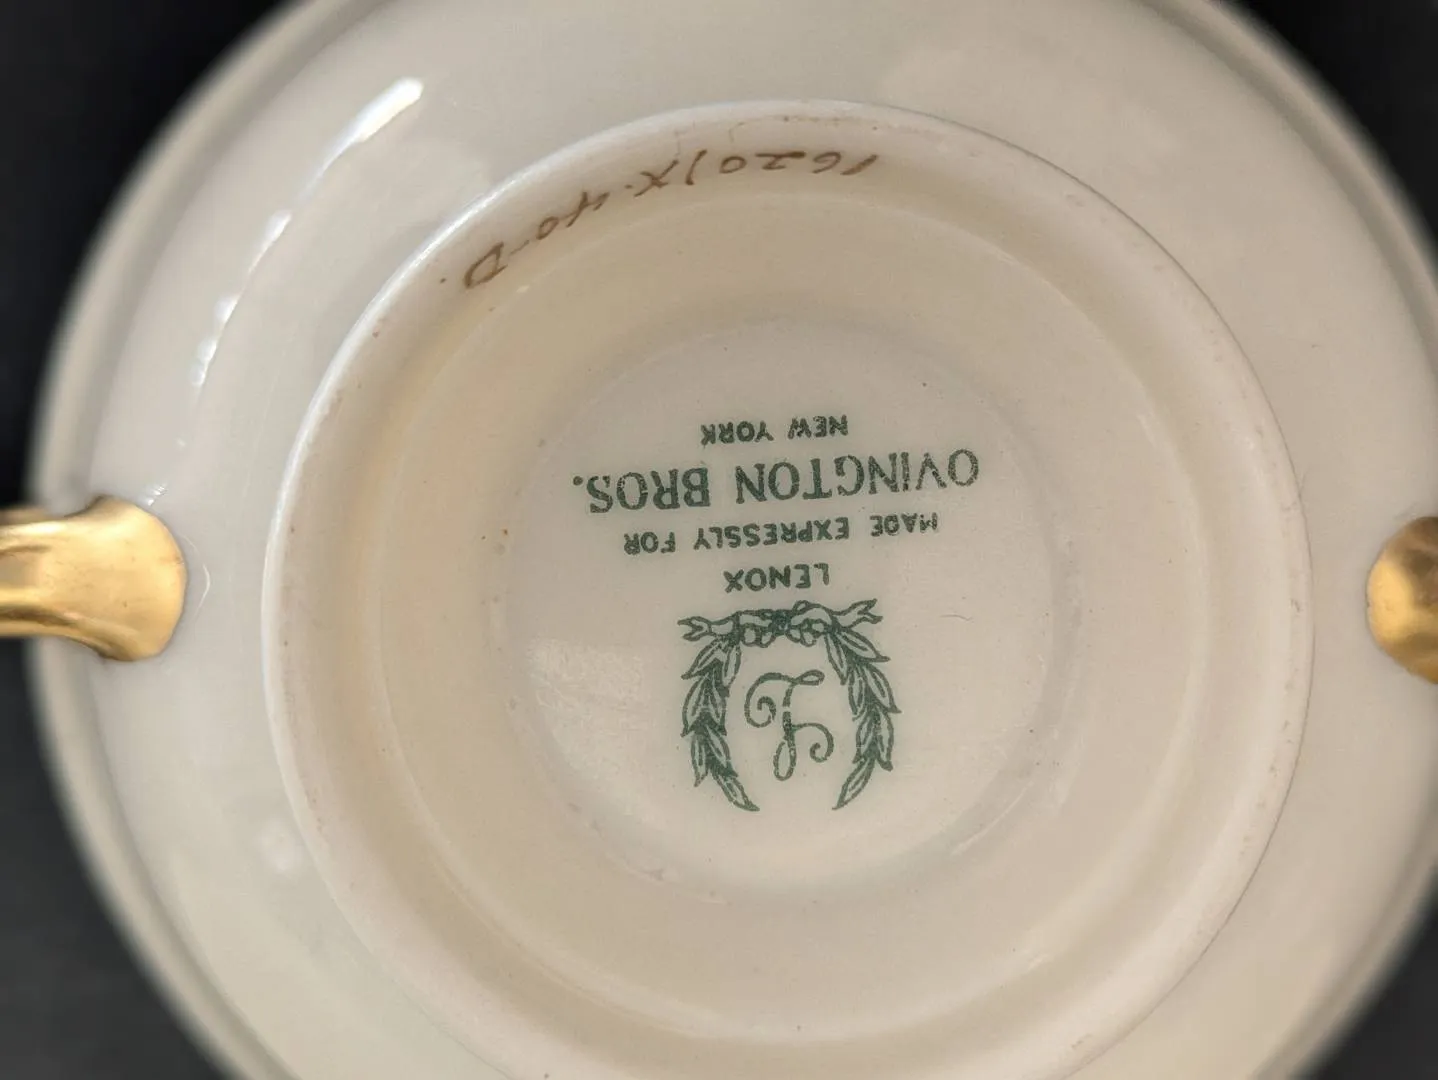 L
LENOX
MADE EXPRESSLY FOR
OVINGTON BROS.
NEW YORK
1620/X.40-D.